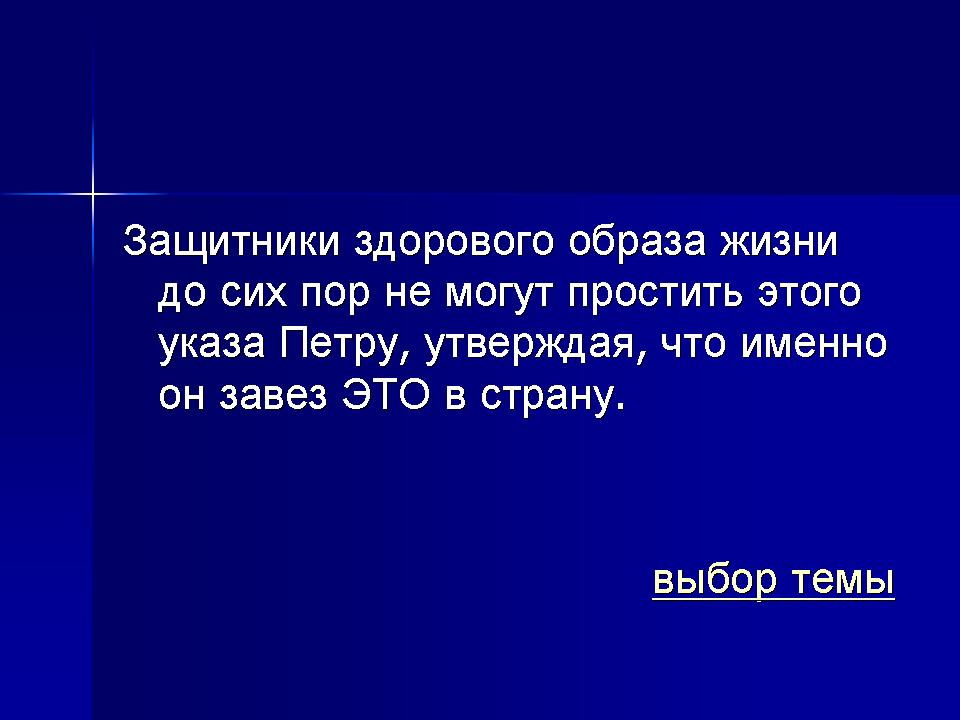 Защитники здорового образа жизни
до сих пор не могут простить этого
указа Петру, утверждая, что именно
он завез ЭТО в страну.
выбор темы